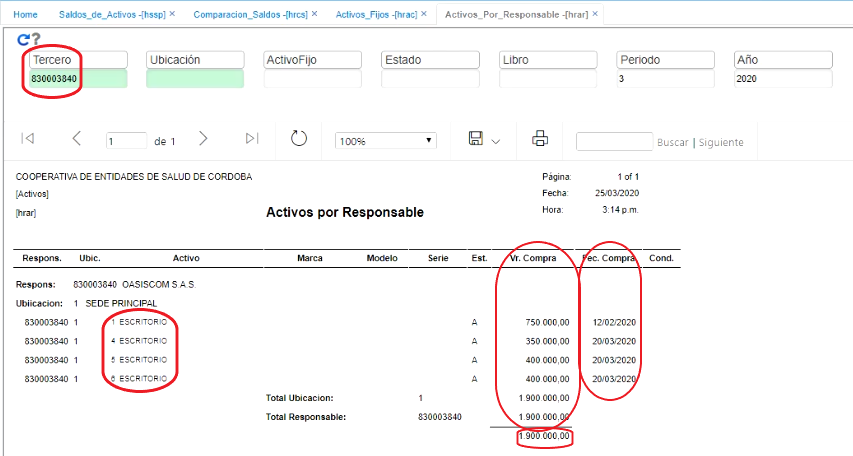 Home Saldos_de_Activos -[hssp] × Comparacion_Saldos -[hrcs] × Activos_Fijos -[hrac] × Activos_Por_Responsable -[hrar] ×
?
Tercero Ubicación ActivoFijo Estado Libro Periodo Año
830003840 3 2020
1 de 1 100% Buscar | Siguiente
COOPERATIVA DE ENTIDADES DE SALUD DE CORDOBA Página: 1 of 1
[Activos] Fecha: 25/03/2020
[hrar] Activos por Responsable Hora: 3:14 p.m.
Respons. Ubic. Activo Marca Modelo Serie Est. Vr. Compra Fec. Compra Cond.
Respons: 830003840 OASISCOM S.A.S.
Ubiicacion: 1 SEDE PRINCIPAL
830003840 1 1 ESCRITORIO A 750 000,00 12/02/2020
830003840 1 4 ESCRITORIO A 350 000,00 20/03/2020
830003840 1 5 ESCRITORIO A 400 000,00 20/03/2020
830003840 1 6 ESCRITORIO A 400 000,00 20/03/2020
Total Ubicacion: 1 1.900.000,00
Total Responsable: 830003840 1.900.000,00
1.900.000,00